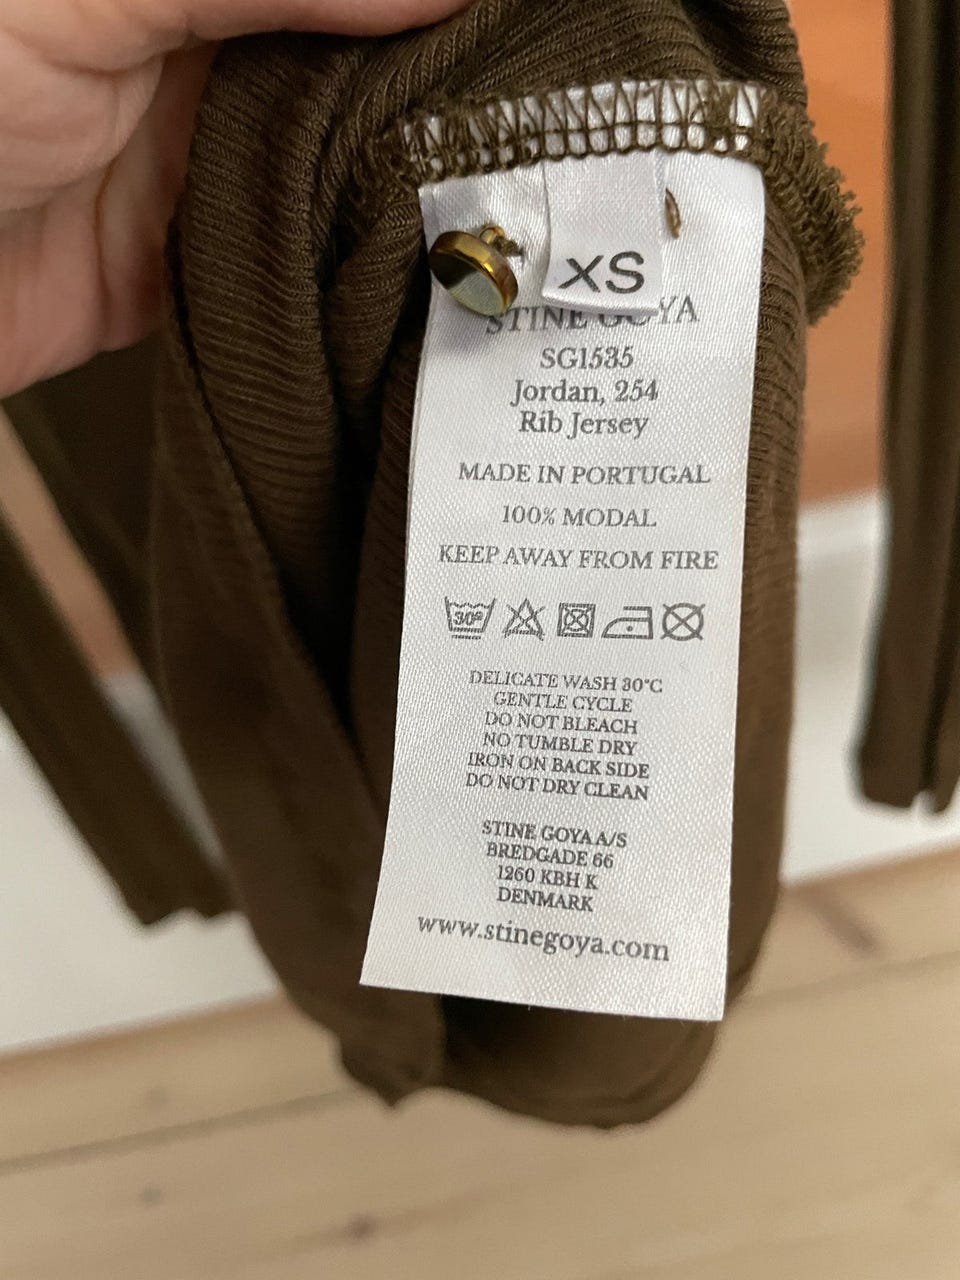 XS
STINE GOYA
SG1535
Jordan, 254
Rib Jersey
MADE IN PORTUGAL
100% MODAL
KEEP AWAY FROM FIRE
30º
DELICATE WASH 30°C
GENTLE CYCLE
DO NOT BLEACH
NO TUMBLE DRY
IRON ON BACK SIDE
DO NOT DRY CLEAN
STINE GOYA A/S
BREDGADE 66
1260 KBH K
DENMARK
www.stinegoya.com